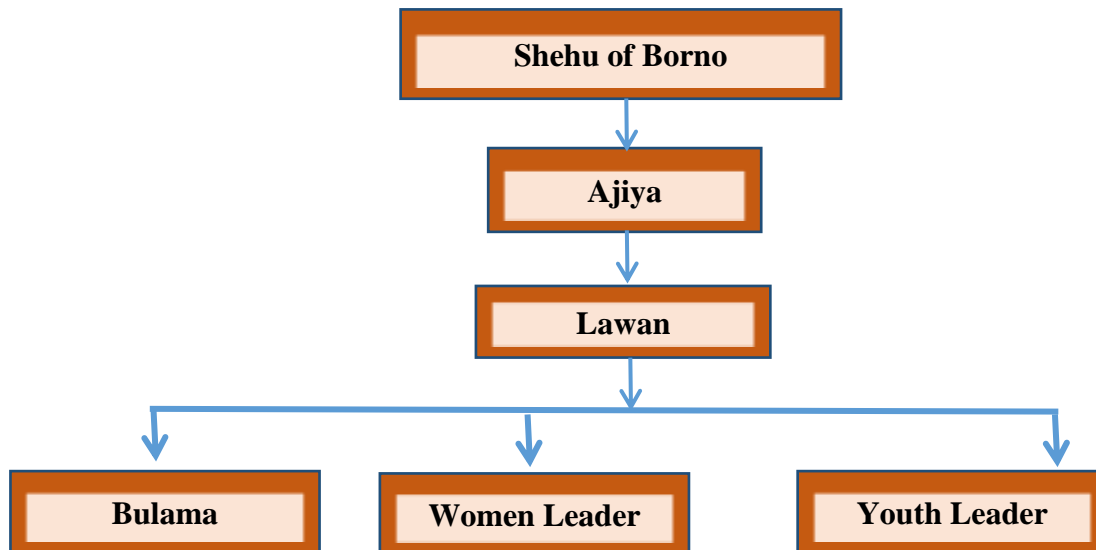 Shehu of Borno
Ajiya
Lawan
Bulama
Women Leader
Youth Leader